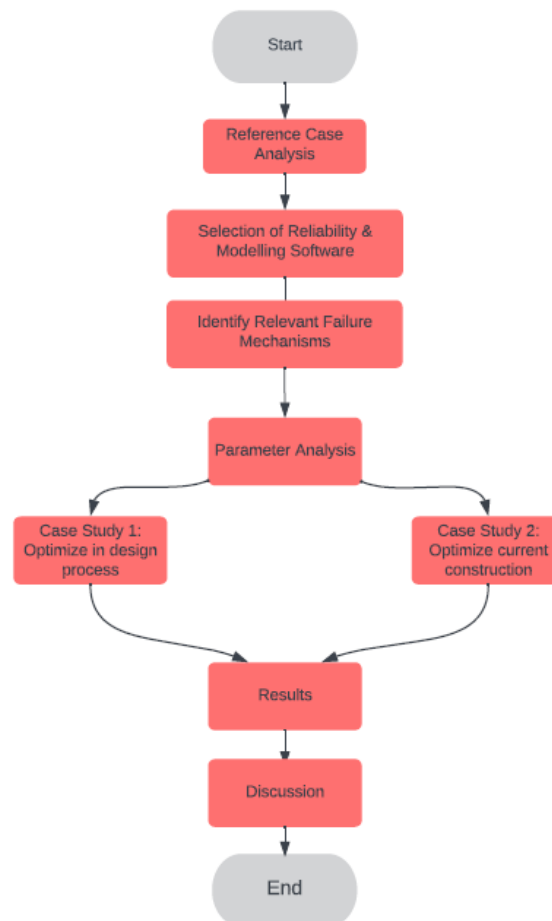 Start
Reference Case
Analysis
Selection of Reliability &
Modelling Software
Identify Relevant Failure
Mechanisms
Parameter Analysis
Case Study 1:
Optimize in design
process
Case Study 2:
Optimize current
construction
Results
Discussion
End